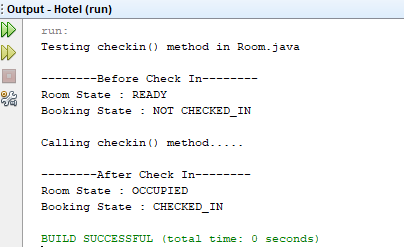 Output - Hotel (run)
run:
Testing checkin() method in Room.java
--------Before Check In--------
Room State : READY
Booking State : NOT CHECKED_IN
Calling checkin() method.....
--------After Check In--------
Room State : OCCUPIED
Booking State : CHECKED_IN
BUILD SUCCESSFUL (total time: 0 seconds)